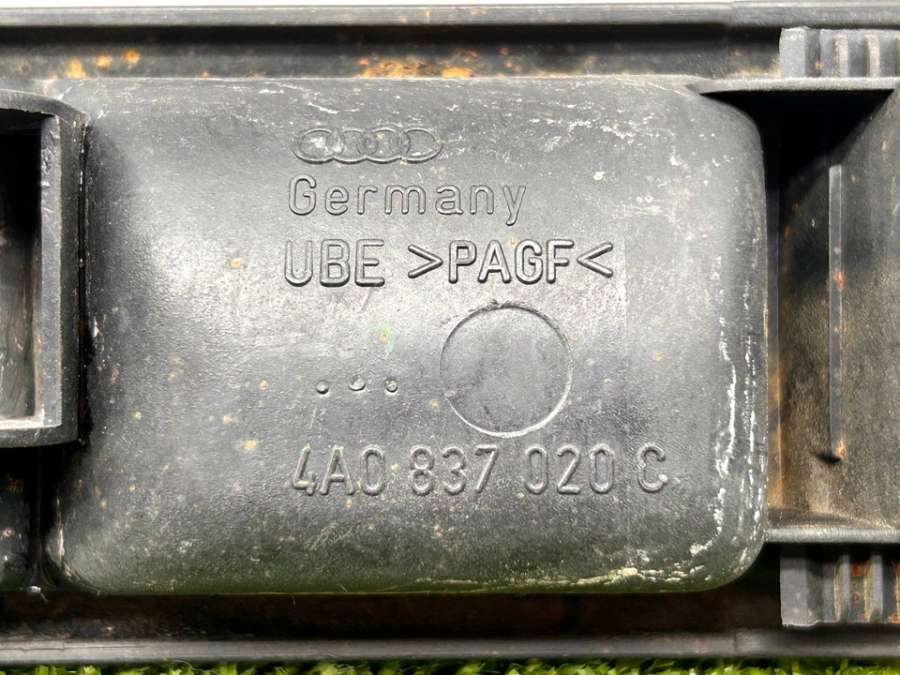 Germany
UBE >PAGF<
4A0 837 020 C